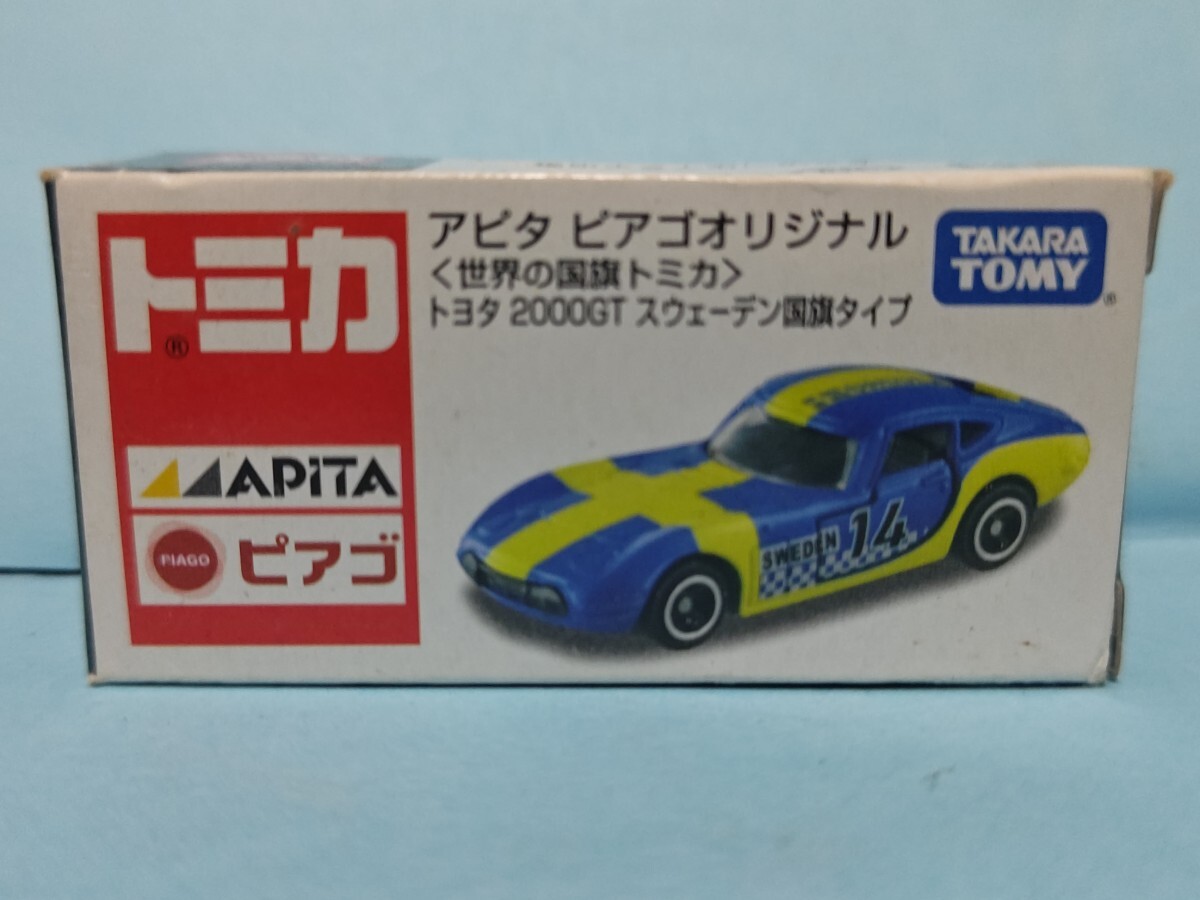 トミカ
®
APiTA
PIAGO
ピアゴ
アピタ ピアゴオリジナル
<世界の国旗トミカ>
トヨタ 2000GT スウェーデン国旗タイプ
TAKARA
TOMY
®
SWEDEN 14